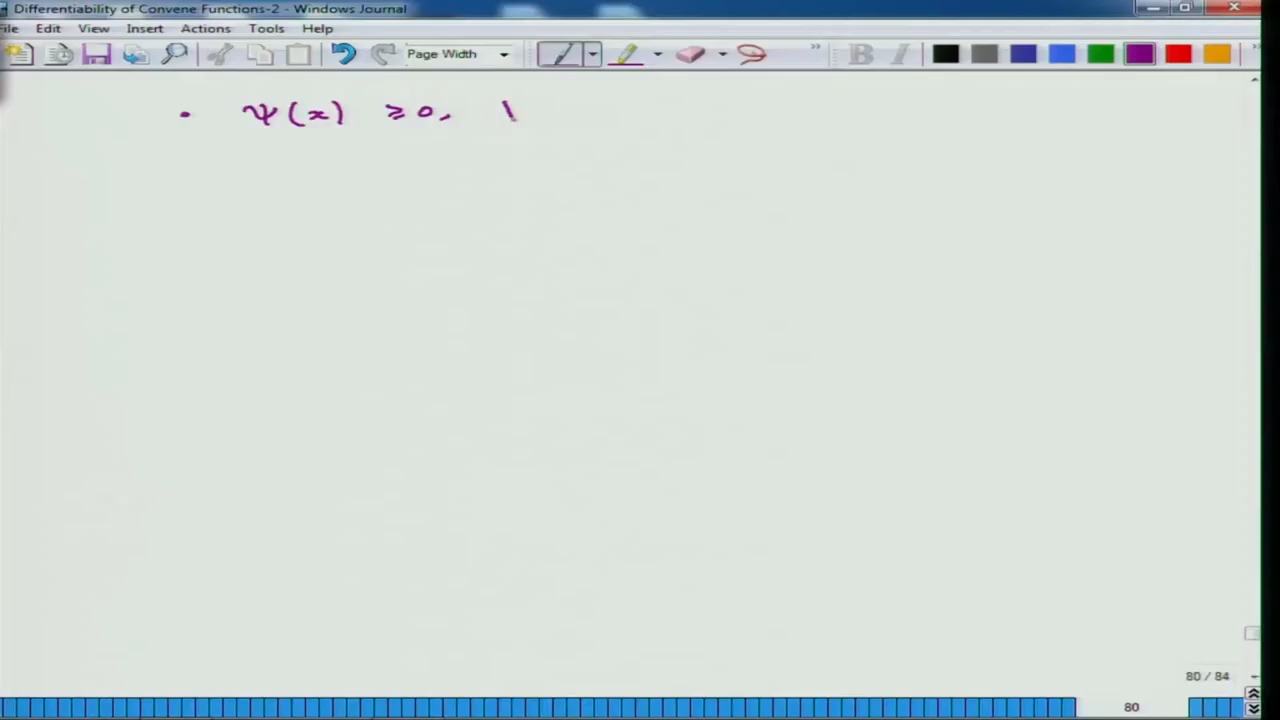 Differentiability of Convene Functions-2 - Windows Journal
File Edit View Insert Actions Tools Help
Page Width B I
• ψ(x) ≥ 0, \
80 / 84
80